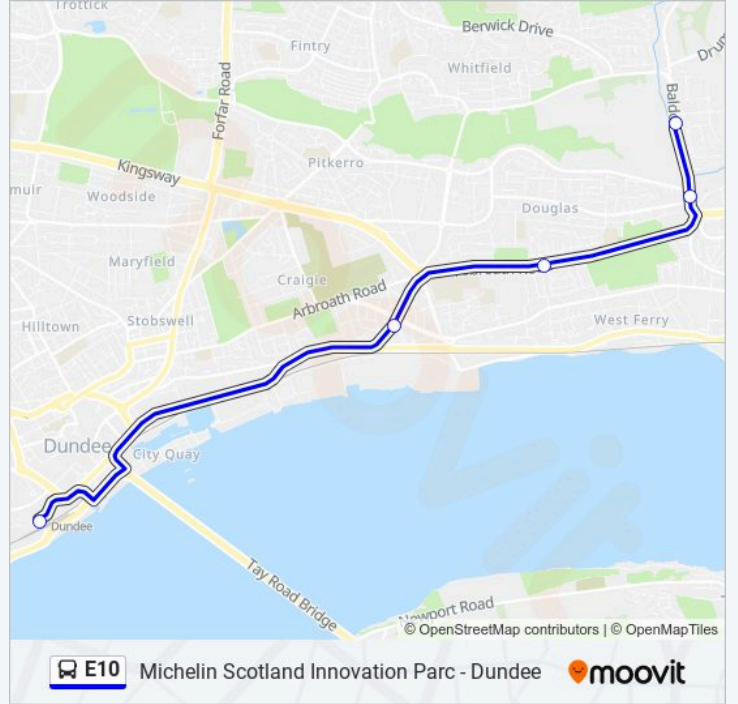 Trottick
Berwick Drive
Fintry
Whitfield
Forfar Road
Kingsway
Pitkerro
muir
Woodside
Douglas
Maryfield
Craigie
Arbroath Road
Hilltown
Stobswell
West Ferry
Dundee
City Quay
Dundee
Tay Road Bridge
Newport Road
© OpenStreetMap contributors | © OpenMapTiles
E10 Michelin Scotland Innovation Parc - Dundee moovit